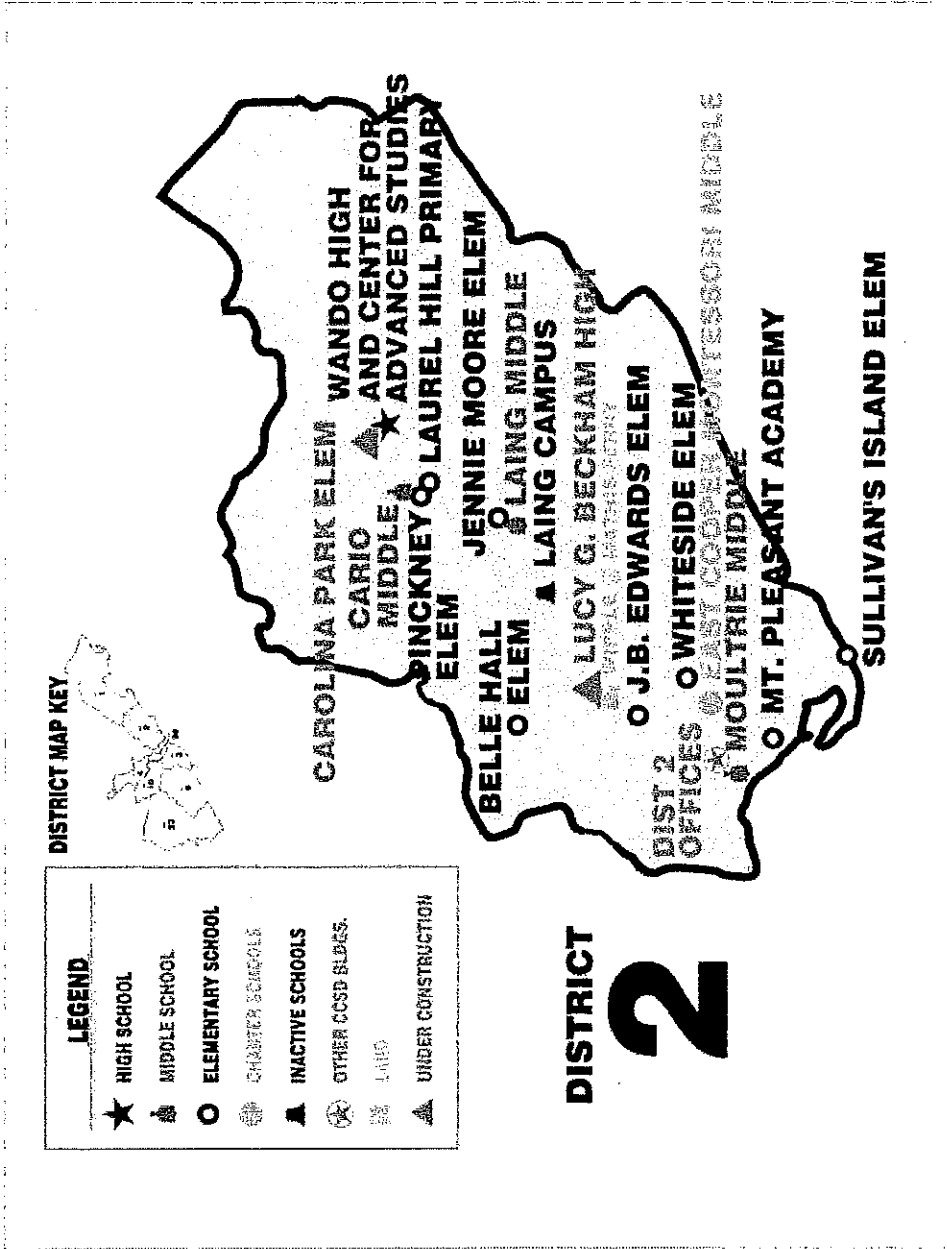 DISTRICT
2
LEGEND
HIGH SCHOOL
MIDDLE SCHOOL
ELEMENTARY SCHOOL
CHARTER SCHOOLS
INACTIVE SCHOOLS
OTHER CCSD BLDGS.
LAND
UNDER CONSTRUCTION
DISTRICT MAP KEY
CAROLINA PARK ELEM
WANDO HIGH
AND CENTER FOR
ADVANCED STUDIES
CARIO
MIDDLE
LAUREL HILL PRIMARY
PINCKNEY
ELEM
JENNIE MOORE ELEM
BELLE HALL
ELEM
LAING MIDDLE
LAING CAMPUS
LUCY G. BECKHAM HIGH
J.B. EDWARDS ELEM
WHITESIDE ELEM
DIST 2
OFFICES
EAST COOPER MONTESSORI MIDDLE
MOULTRIE MIDDLE
MT. PLEASANT ACADEMY
SULLIVAN'S ISLAND ELEM